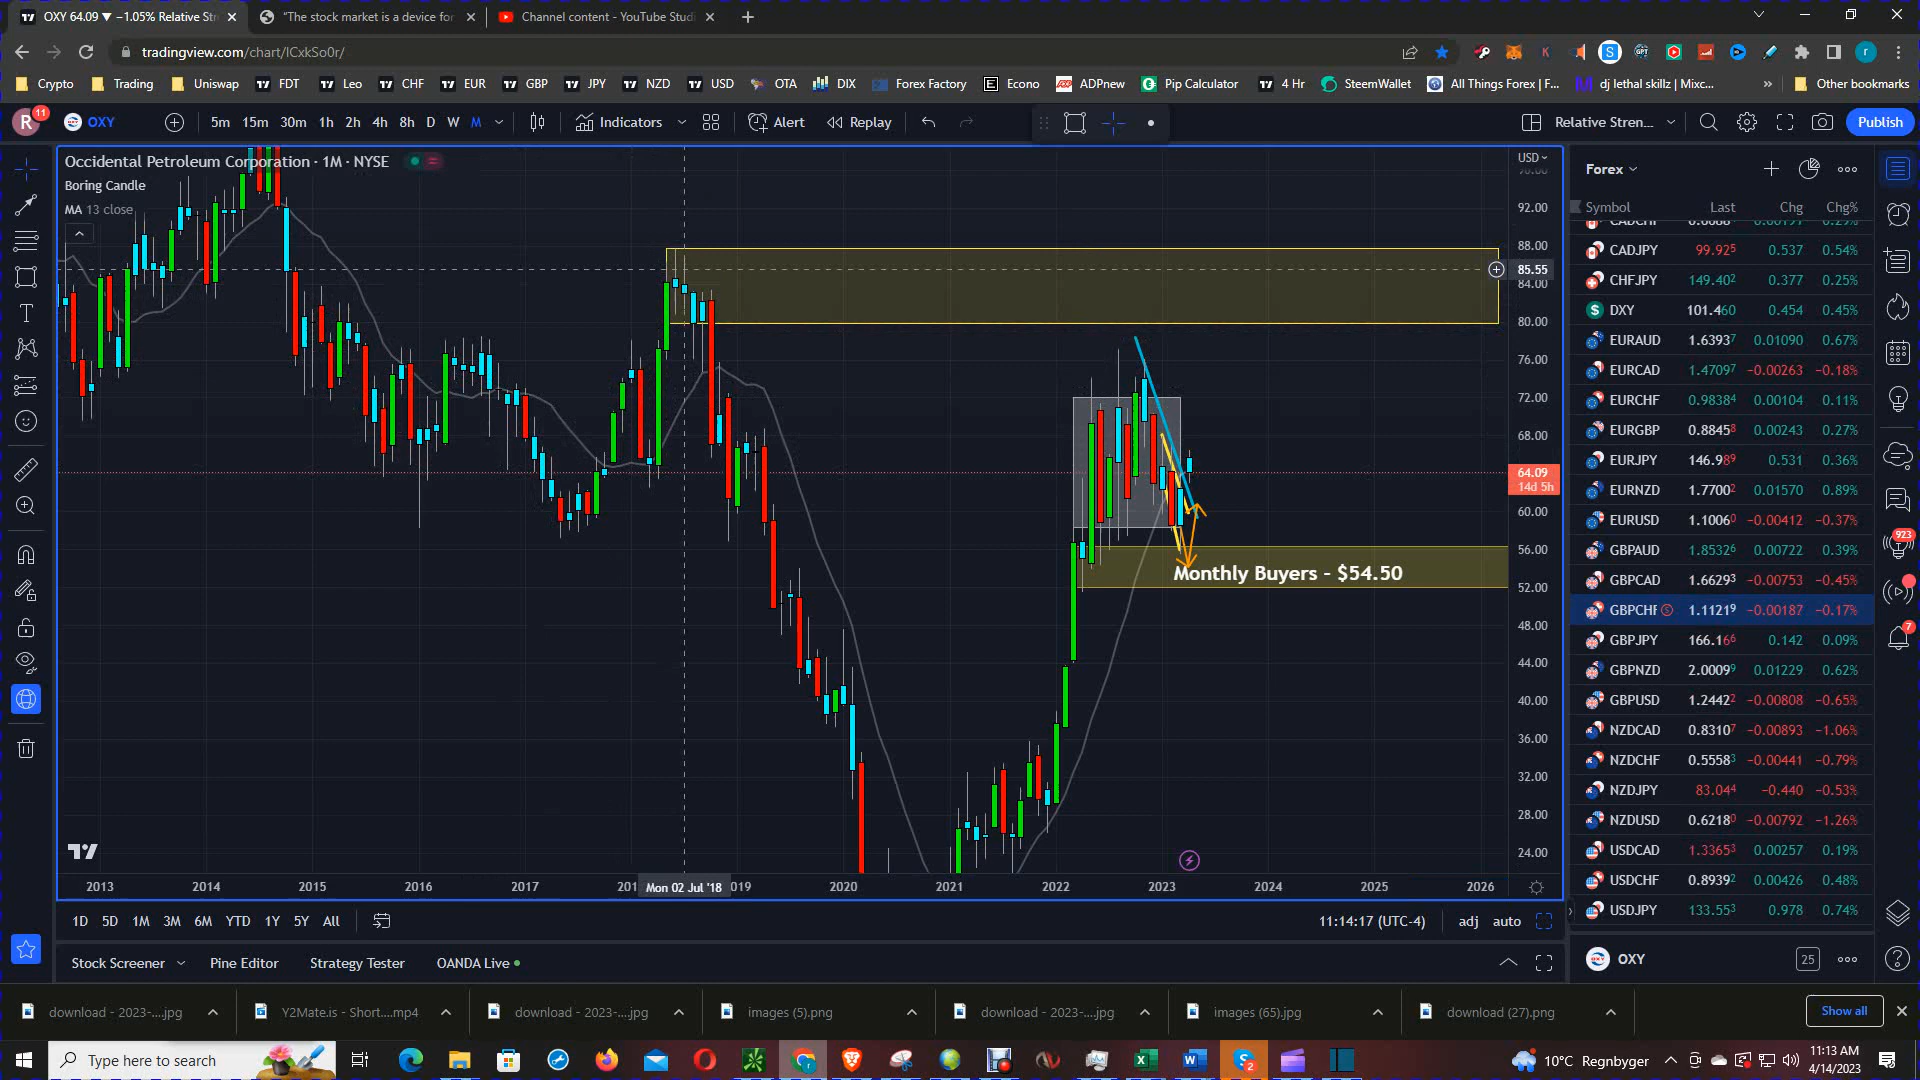 OXY 64.09 ▼ −1.05% Relative Str
"The stock market is a device for
Channel content - YouTube Studi
tradingview.com/chart/lCxkSo0r/
Crypto Trading Uniswap FDT Leo CHF EUR GBP JPY NZD USD OTA DIX Forex Factory Econo ADPnew Pip Calculator 4 Hr SteemWallet All Things Forex | F... dj lethal skillz | Mixc... » Other bookmarks
R 11 OXY 5m 15m 30m 1h 2h 4h 8h D W M Indicators Alert Replay Relative Stren... Publish
Occidental Petroleum Corporation · 1M · NYSE
Boring Candle
MA 13 close
USD
92.00
88.00
85.55
84.00
80.00
76.00
72.00
68.00
64.09
14d 5h
60.00
56.00
52.00
48.00
44.00
40.00
36.00
32.00
28.00
24.00
Monthly Buyers - $54.50
2013 2014 2015 2016 2017 Mon 02 Jul '18 2020 2021 2022 2023 2024 2025 2026
1D 5D 1M 3M 6M YTD 1Y 5Y All 11:14:17 (UTC-4) adj auto
Stock Screener Pine Editor Strategy Tester OANDA Live
Forex
Symbol Last Chg Chg%
CADJPY 99.925 0.537 0.54%
CHFJPY 149.402 0.377 0.25%
DXY 101.460 0.454 0.45%
EURAUD 1.63937 0.01090 0.67%
EURCAD 1.47097 −0.00263 −0.18%
EURCHF 0.98384 0.00104 0.11%
EURGBP 0.88458 0.00243 0.27%
EURJPY 146.989 0.531 0.36%
EURNZD 1.77002 0.01570 0.89%
EURUSD 1.10060 −0.00412 −0.37%
GBPAUD 1.85326 0.00722 0.39%
GBPCAD 1.66293 −0.00753 −0.45%
GBPCHF 1.11219 −0.00187 −0.17%
GBPJPY 166.166 0.142 0.09%
GBPNZD 2.00099 0.01229 0.62%
GBPUSD 1.24422 −0.00808 −0.65%
NZDCAD 0.83107 −0.00893 −1.06%
NZDCHF 0.55583 −0.00441 −0.79%
NZDJPY 83.044 −0.440 −0.53%
NZDUSD 0.62180 −0.00792 −1.26%
USDCAD 1.33653 0.00257 0.19%
USDCHF 0.89392 0.00426 0.48%
USDJPY 133.553 0.978 0.74%
OXY 25
923
7
download - 2023-....jpg Y2Mate.is - Short....mp4 download - 2023-....jpg images (5).png download - 2023-....jpg images (65).jpg download (27).png Show all
Type here to search
10°C Regnbyger
11:13 AM
4/14/2023